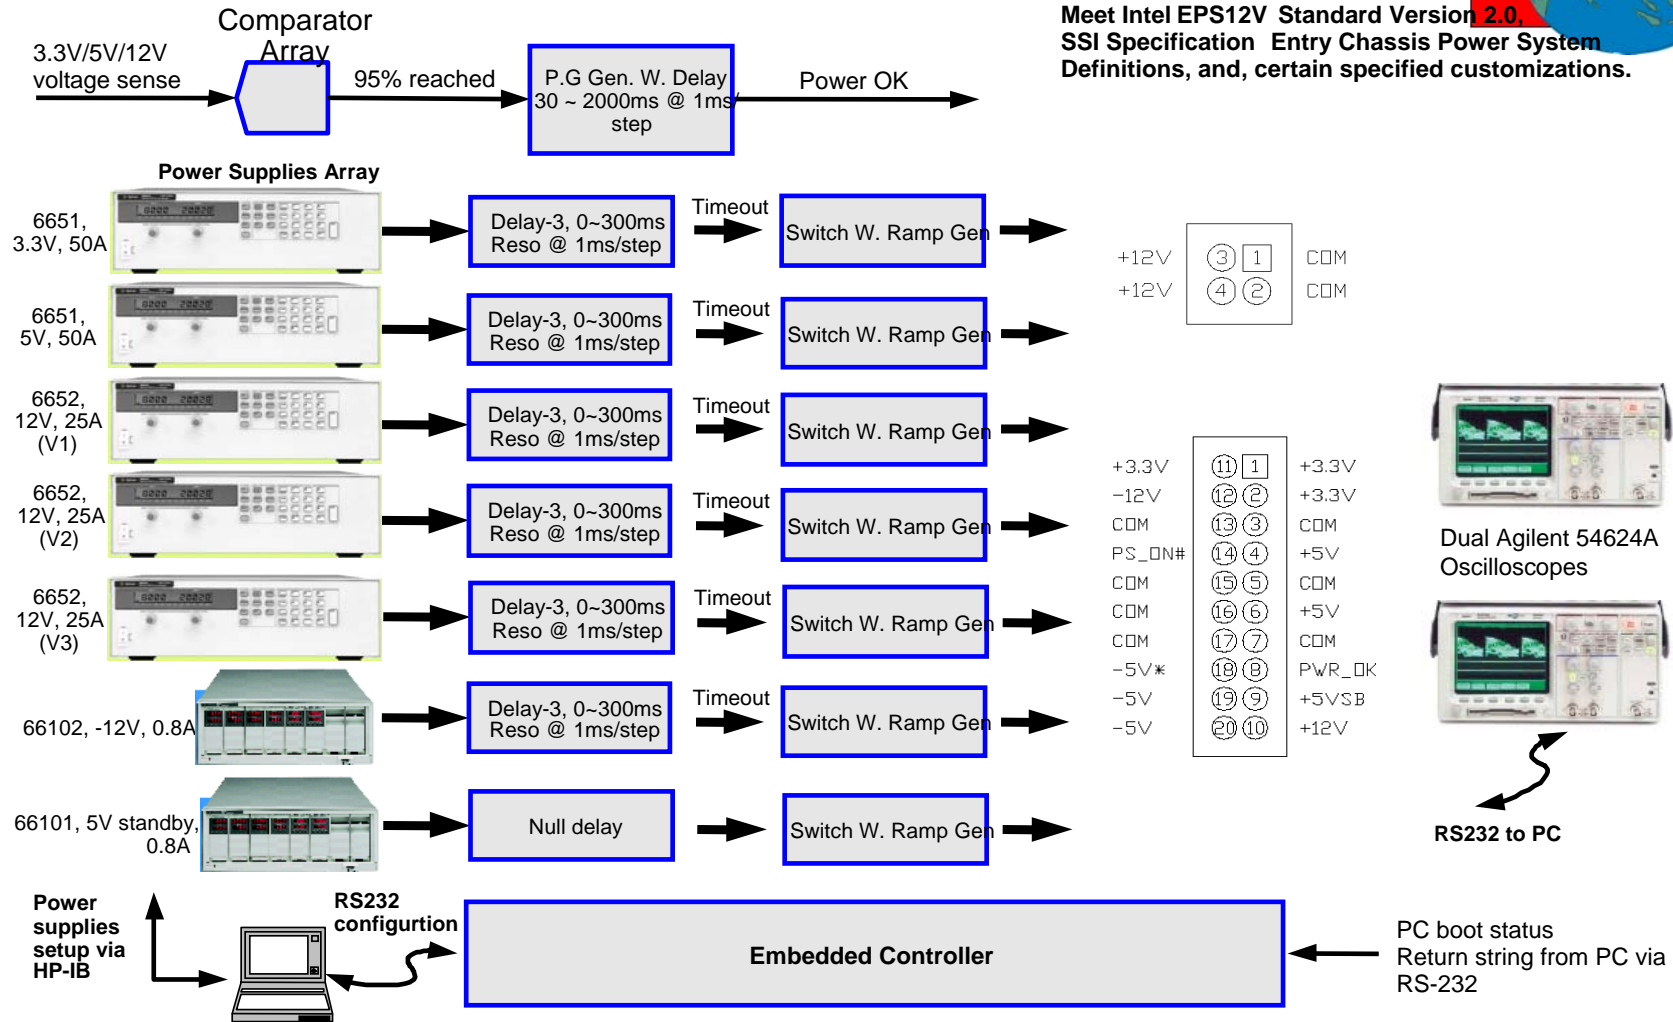 Comparator
Array
3.3V/5V/12V
voltage sense
95% reached
P.G Gen. W. Delay
30 ~ 2000ms @ 1ms/
step
Power OK
Meet Intel EPS12V Standard Version 2.0,
SSI Specification Entry Chassis Power System
Definitions, and, certain specified customizations.
Power Supplies Array
6651,
3.3V, 50A
Delay-3, 0~300ms
Reso @ 1ms/step
Timeout
Switch W. Ramp Gen
6651,
5V, 50A
Delay-3, 0~300ms
Reso @ 1ms/step
Timeout
Switch W. Ramp Gen
6652,
12V, 25A
(V1)
Delay-3, 0~300ms
Reso @ 1ms/step
Timeout
Switch W. Ramp Gen
6652,
12V, 25A
(V2)
Delay-3, 0~300ms
Reso @ 1ms/step
Timeout
Switch W. Ramp Gen
6652,
12V, 25A
(V3)
Delay-3, 0~300ms
Reso @ 1ms/step
Timeout
Switch W. Ramp Gen
66102, -12V, 0.8A
Delay-3, 0~300ms
Reso @ 1ms/step
Timeout
Switch W. Ramp Gen
66101, 5V standby,
0.8A
Null delay
Switch W. Ramp Gen
+12V 3 1 COM
+12V 4 2 COM
+3.3V 11 1 +3.3V
-12V 12 2 +3.3V
COM 13 3 COM
PS_ON# 14 4 +5V
COM 15 5 COM
COM 16 6 +5V
COM 17 7 COM
-5V* 18 8 PWR_OK
-5V 19 9 +5VSB
-5V 20 10 +12V
Dual Agilent 54624A
Oscilloscopes
RS232 to PC
Power
supplies
setup via
HP-IB
RS232
configurtion
Embedded Controller
PC boot status
Return string from PC via
RS-232